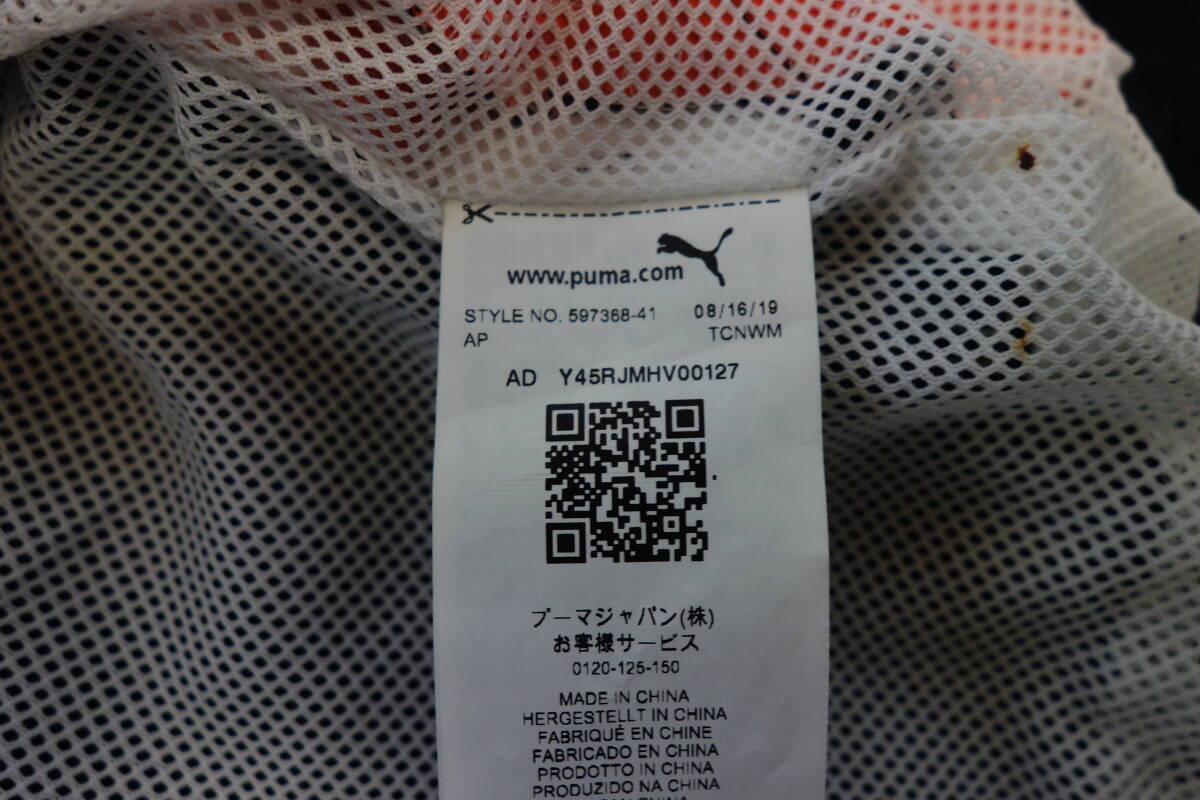 www.puma.com
STYLE NO. 597368-41 08/16/19
AP TCNWM
AD Y45RJMHV00127
プーマジャパン(株)
お客様サービス
0120-125-150
MADE IN CHINA
HERGESTELLT IN CHINA
FABRIQUÉ EN CHINE
FABRICADO EN CHINA
PRODOTTO IN CHINA
PRODUZIDO NA CHINA